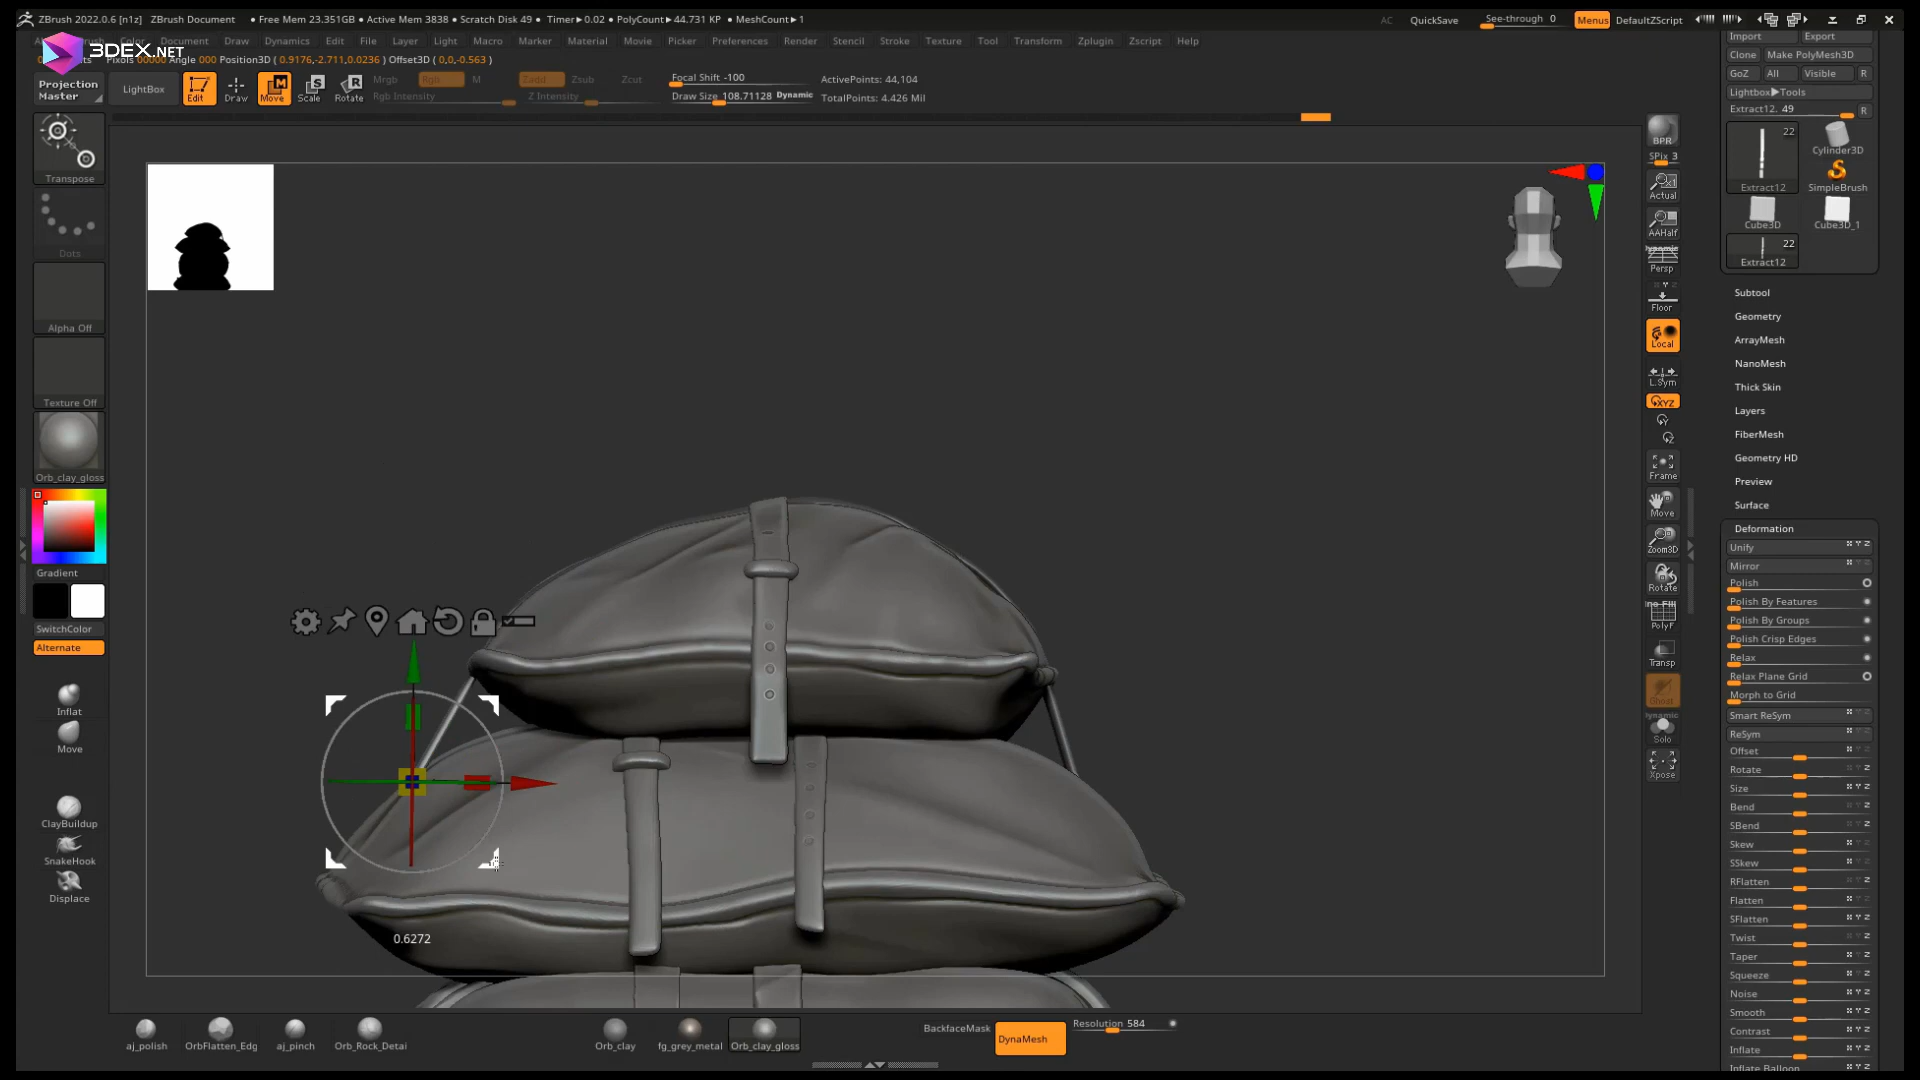 ZBrush 2022.0.6 [n1z] ZBrush Document • Free Mem 23.351GB • Active Mem 3838 • Scratch Disk 49 • Timer▸0.02 • PolyCount▸44.731 KP • MeshCount▸1
AC QuickSave See-through 0 Menus DefaultZScript
3DEX.NET
Color Document Draw Dynamics Edit File Layer Light Macro Marker Material Movie Picker Preferences Render Stencil Stroke Texture Tool Transform Zplugin Zscript Help
Pixols 00000 Angle 000 Position3D ( 0.9176,-2.711,0.0236 ) Offset3D ( 0,0,-0.563 )
Projection Master
LightBox
Edit
Draw
Move
Scale
Rotate
Mrgb
Rgb
M
Rgb Intensity
Zadd
Zsub
Zcut
Z Intensity
Focal Shift -100
Draw Size 108.71128 Dynamic
ActivePoints: 44,104
TotalPoints: 4.426 Mil
Transpose
Dots
Alpha Off
Texture Off
Orb_clay_gloss
Gradient
SwitchColor
Alternate
Inflat
Move
ClayBuildup
SnakeHook
Displace
0.6272
BPR
SPix 3
Actual
AAHalf
Dynamic
Persp
Floor
Local
L.Sym
XYZ
Y
Z
Frame
Move
Zoom3D
Rotate
PolyF
Transp
Ghost
Dynamic
Solo
Xpose
Import Export
Clone Make PolyMesh3D
GoZ All Visible R
Lightbox▸Tools
Extract12. 49 R
22
Extract12
Cylinder3D
SimpleBrush
Cube3D
Cube3D_1
22
Extract12
Subtool
Geometry
ArrayMesh
NanoMesh
Thick Skin
Layers
FiberMesh
Geometry HD
Preview
Surface
Deformation
Unify
Mirror
Polish
Polish By Features
Polish By Groups
Polish Crisp Edges
Relax
Relax Plane Grid
Morph to Grid
Smart ReSym
ReSym
Offset
Rotate
Size
Bend
SBend
Skew
SSkew
RFlatten
Flatten
SFlatten
Twist
Taper
Squeeze
Noise
Smooth
Contrast
Inflate
Inflate Balloon
aj_polish
OrbFlatten_Edg
aj_pinch
Orb_Rock_Detai
Orb_clay
fg_grey_metal
Orb_clay_gloss
BackfaceMask
DynaMesh
Resolution 584